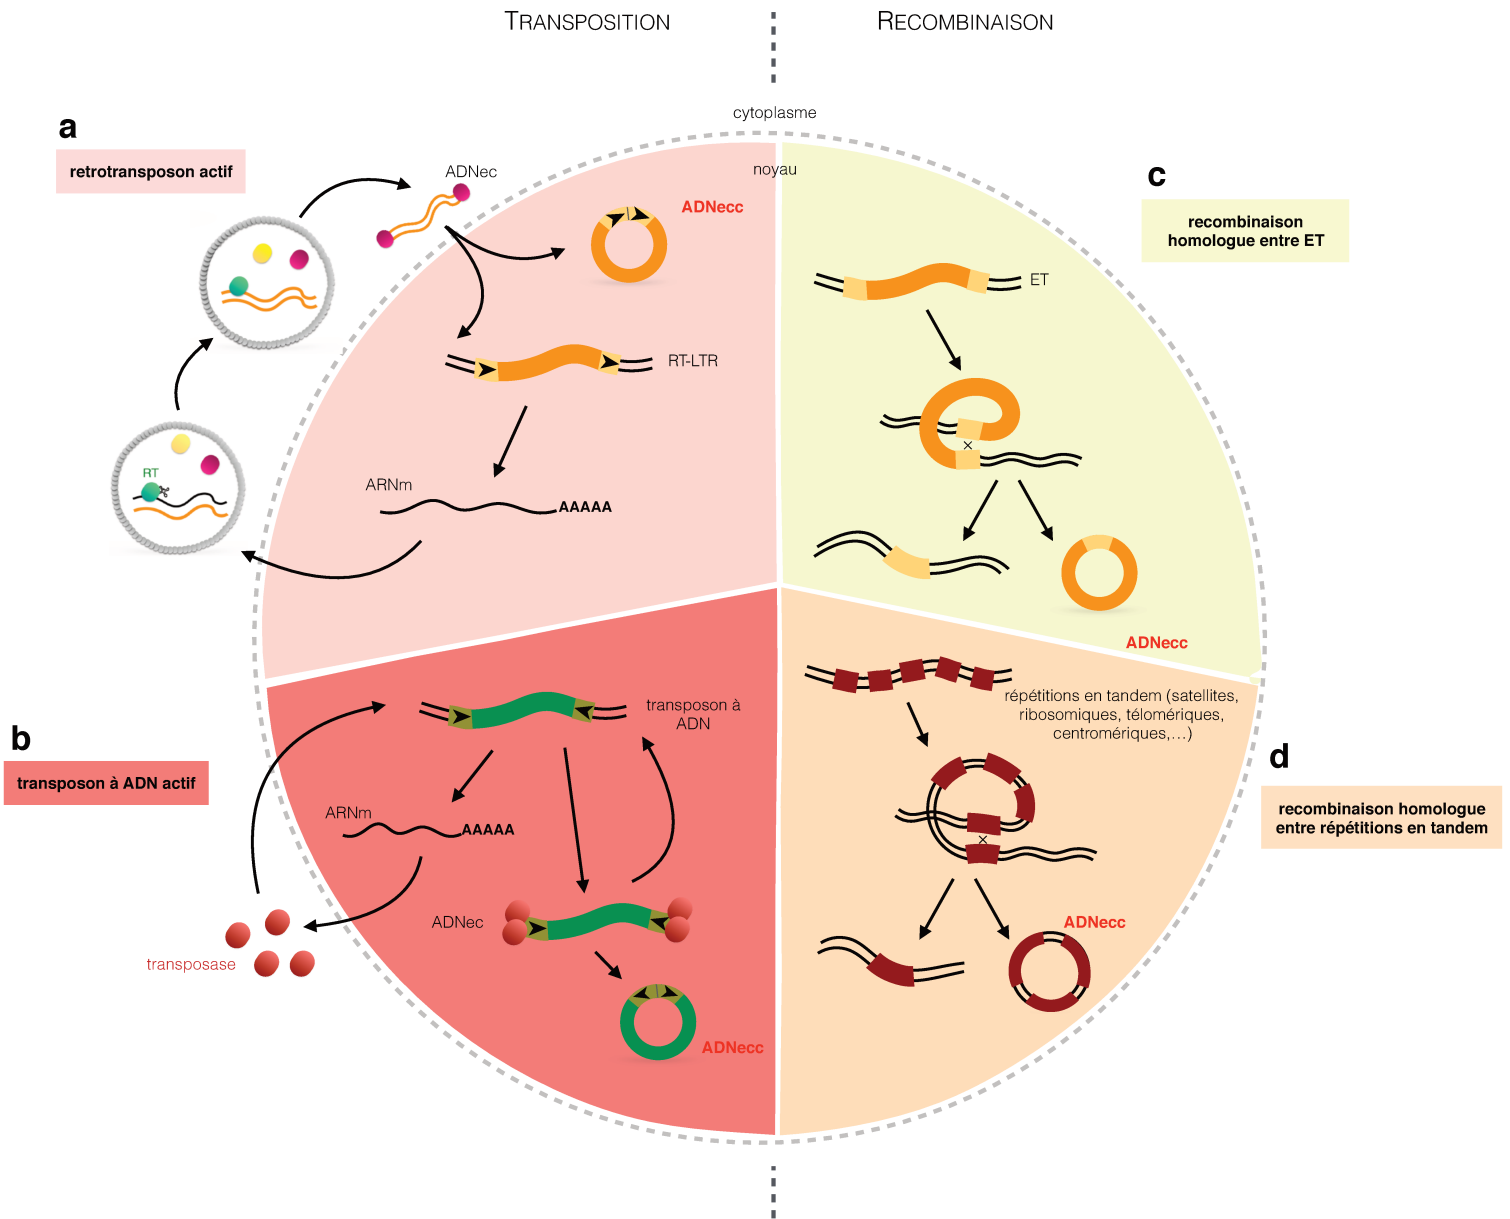 TRANSPOSITION
RECOMBINAISON
cytoplasme
noyau
a
retrotransposon actif
ADNec
ADNecc
RT-LTR
ARNm
AAAAA
RT
c
recombinaison
homologue entre ET
ET
ADNecc
b
transposon à ADN actif
transposon à
ADN
ARNm
AAAAA
ADNec
transposase
ADNecc
répétitions en tandem (satellites,
ribosomiques, télomériques,
centromériques,...)
d
recombinaison homologue
entre répétitions en tandem
ADNecc